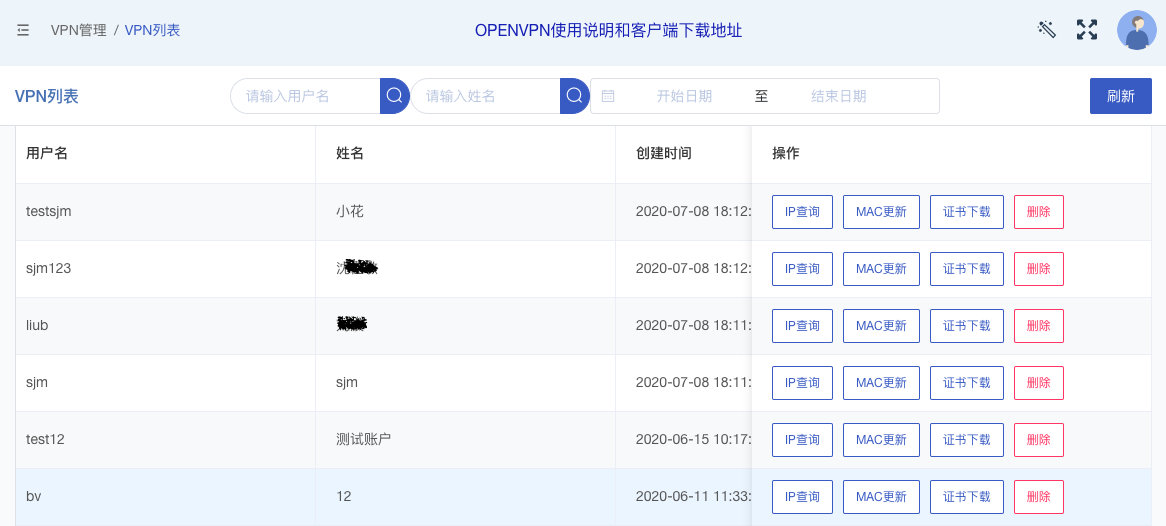 VPN管理 / VPN列表
OPENVPN使用说明和客户端下载地址
VPN列表
请输入用户名
请输入姓名
开始日期 至 结束日期
刷新
用户名 姓名 创建时间 操作
testsjm 小花 2020-07-08 18:12: IP查询 MAC更新 证书下载 删除
sjm123 2020-07-08 18:12: IP查询 MAC更新 证书下载 删除
liub 2020-07-08 18:11: IP查询 MAC更新 证书下载 删除
sjm sjm 2020-07-08 18:11: IP查询 MAC更新 证书下载 删除
test12 测试账户 2020-06-15 10:17: IP查询 MAC更新 证书下载 删除
bv 12 2020-06-11 11:33: IP查询 MAC更新 证书下载 删除